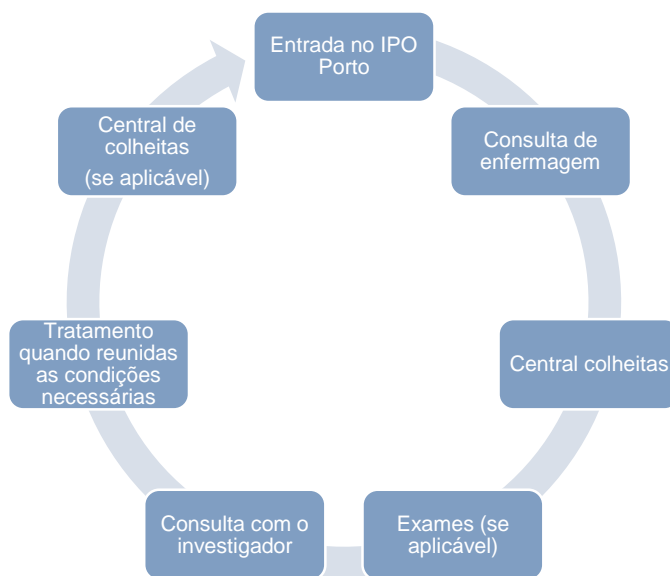 Entrada no IPO
Porto
Consulta de
enfermagem
Central colheitas
Exames (se
aplicável)
Consulta com o
investigador
Tratamento
quando reunidas
as condições
necessárias
Central de
colheitas
(se aplicável)